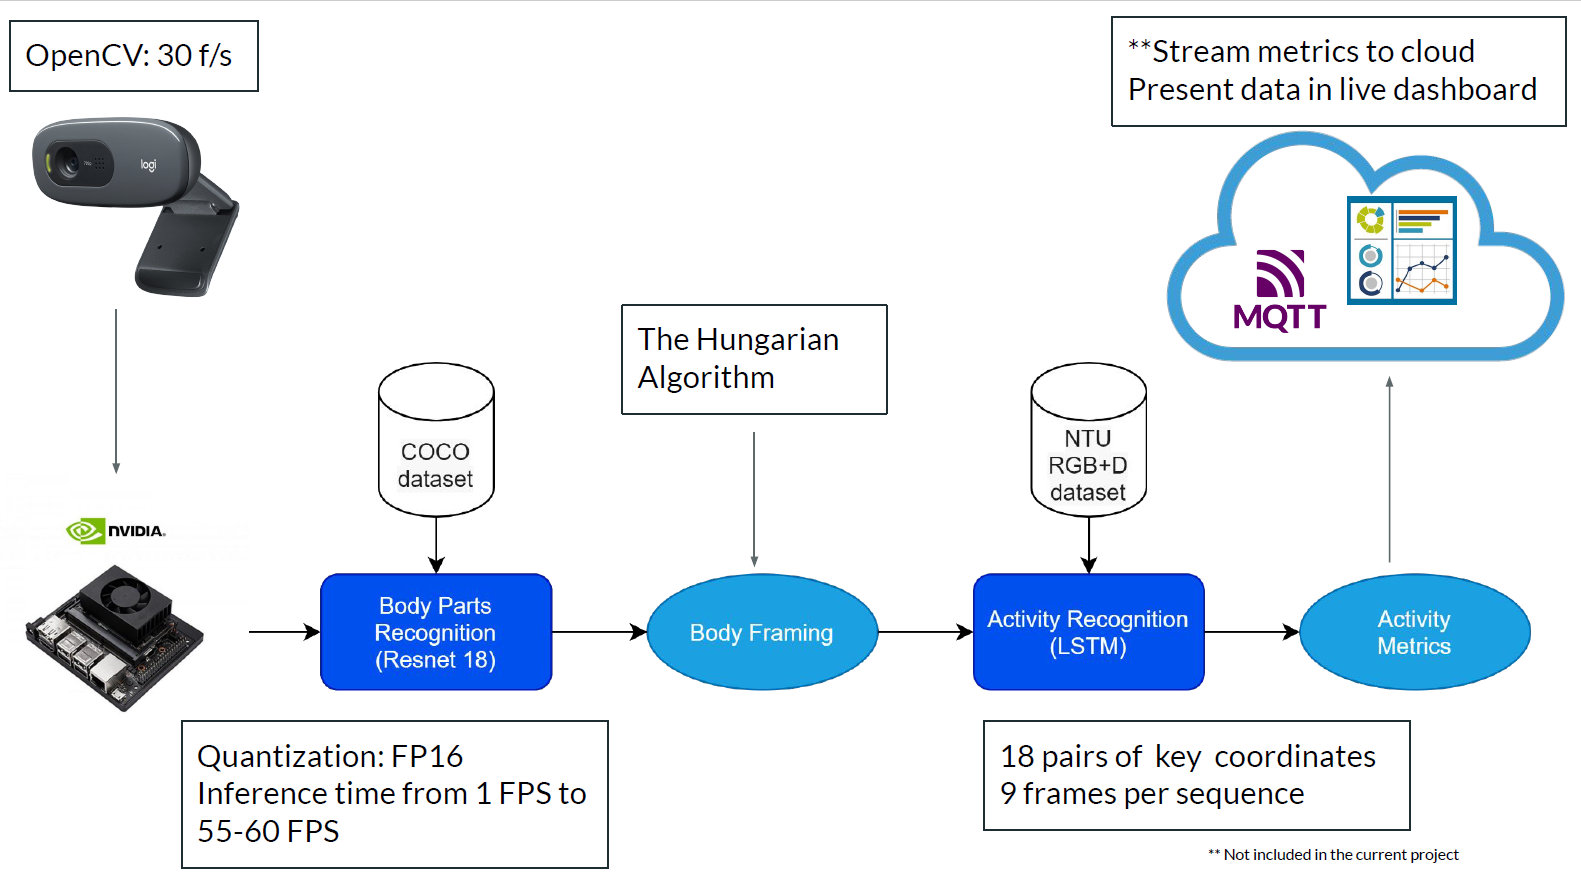 OpenCV: 30 f/s
**Stream metrics to cloud
Present data in live dashboard
logi
MQTT
The Hungarian
Algorithm
COCO
dataset
NTU
RGB+D
dataset
NVIDIA.
Body Parts
Recognition
(Resnet 18)
Body Framing
Activity Recognition
(LSTM)
Activity
Metrics
Quantization: FP16
Inference time from 1 FPS to
55-60 FPS
18 pairs of key coordinates
9 frames per sequence
** Not included in the current project